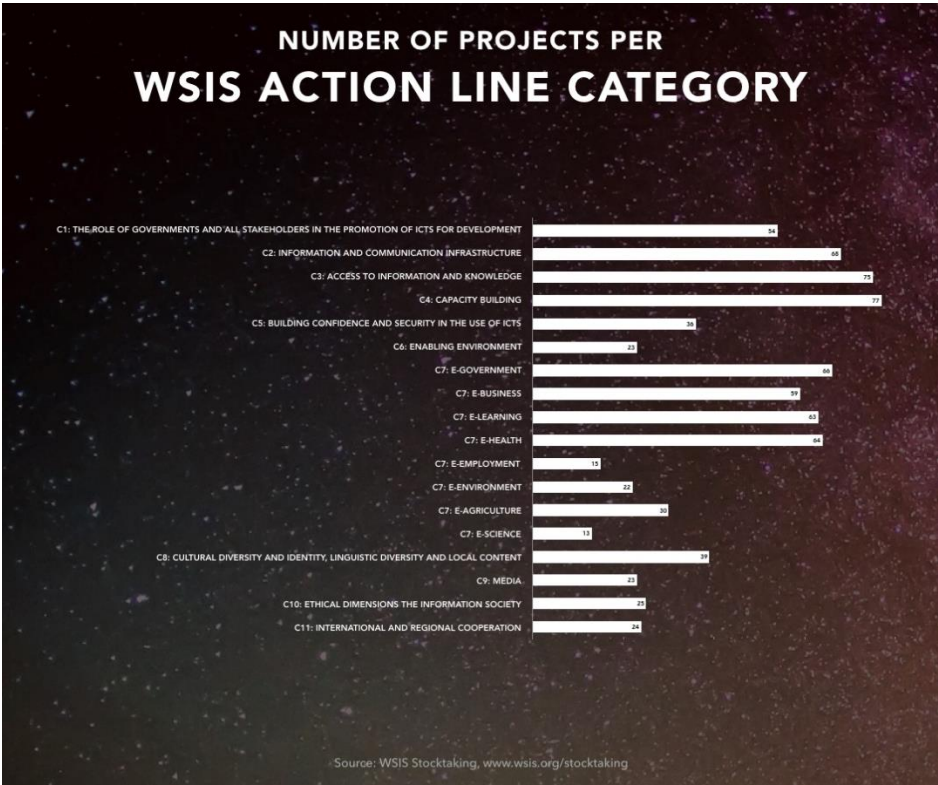 NUMBER OF PROJECTS PER
WSIS ACTION LINE CATEGORY
C1: THE ROLE OF GOVERNMENTS AND ALL STAKEHOLDERS IN THE PROMOTION OF ICTS FOR DEVELOPMENT 54
C2: INFORMATION AND COMMUNICATION INFRASTRUCTURE 68
C3: ACCESS TO INFORMATION AND KNOWLEDGE 75
C4: CAPACITY BUILDING 77
C5: BUILDING CONFIDENCE AND SECURITY IN THE USE OF ICTS 36
C6: ENABLING ENVIRONMENT 23
C7: E-GOVERNMENT 66
C7: E-BUSINESS 59
C7: E-LEARNING 63
C7: E-HEALTH 64
C7: E-EMPLOYMENT 15
C7: E-ENVIRONMENT 22
C7: E-AGRICULTURE 30
C7: E-SCIENCE 13
C8: CULTURAL DIVERSITY AND IDENTITY, LINGUISTIC DIVERSITY AND LOCAL CONTENT 39
C9: MEDIA 23
C10: ETHICAL DIMENSIONS THE INFORMATION SOCIETY 25
C11: INTERNATIONAL AND REGIONAL COOPERATION 24
Source: WSIS Stocktaking, www.wsis.org/stocktaking